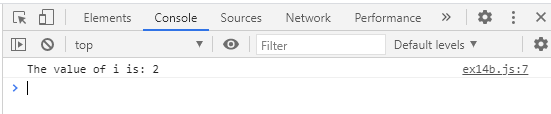 Elements Console Sources Network Performance »
top Filter Default levels
The value of i is: 2 ex14b.js:7
>